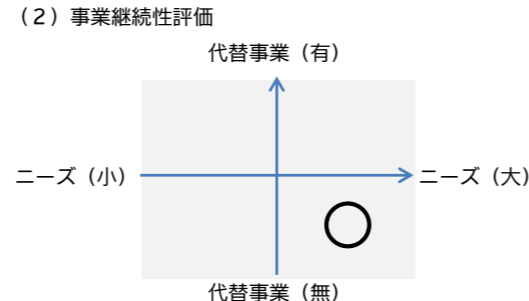 （２）事業継続性評価
代替事業（有）
ニーズ（小）
ニーズ（大）
代替事業（無）